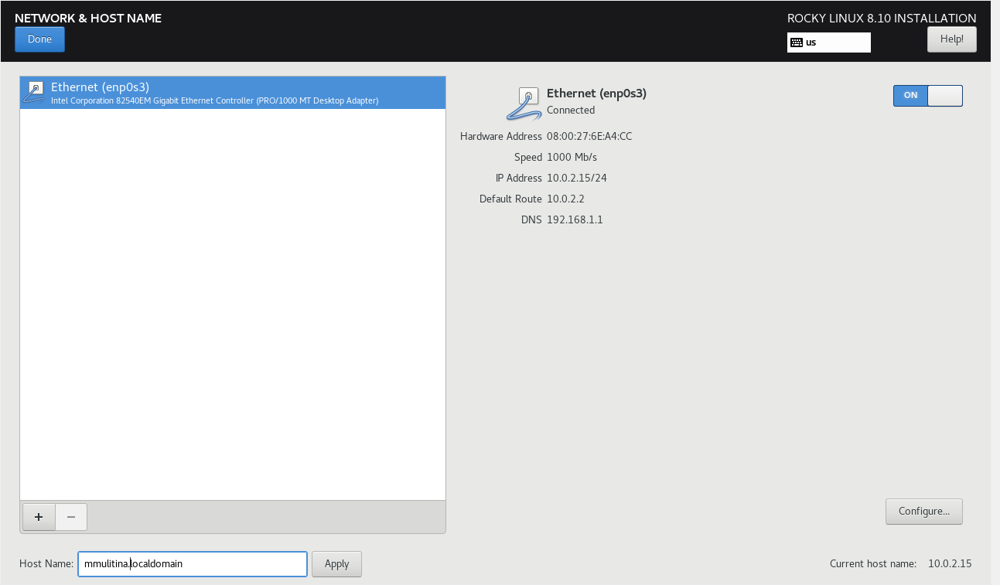 NETWORK & HOST NAME
ROCKY LINUX 8.10 INSTALLATION
Done
us
Help!
Ethernet (enp0s3)
Intel Corporation 82540EM Gigabit Ethernet Controller (PRO/1000 MT Desktop Adapter)
Ethernet (enp0s3)
Connected
ON
Hardware Address 08:00:27:6E:A4:CC
Speed 1000 Mb/s
IP Address 10.0.2.15/24
Default Route 10.0.2.2
DNS 192.168.1.1
+ −
Configure...
Host Name: mmulitina.localdomain Apply
Current host name: 10.0.2.15